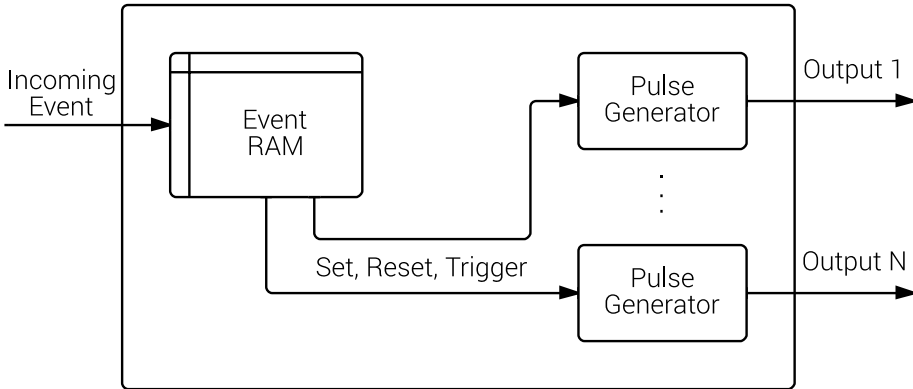 Incoming
Event
Event
RAM
Pulse
Generator
Output 1
Set, Reset, Trigger
Pulse
Generator
Output N